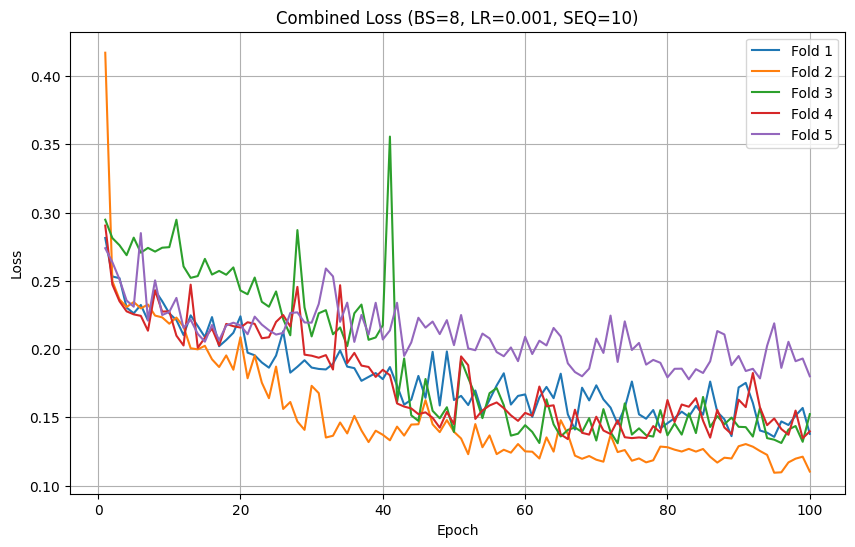 Combined Loss (BS=8, LR=0.001, SEQ=10)
Fold 1
Fold 2
Fold 3
Fold 4
Fold 5
0.40
0.35
0.30
0.25
0.20
0.15
0.10
Loss
0 20 40 60 80 100
Epoch